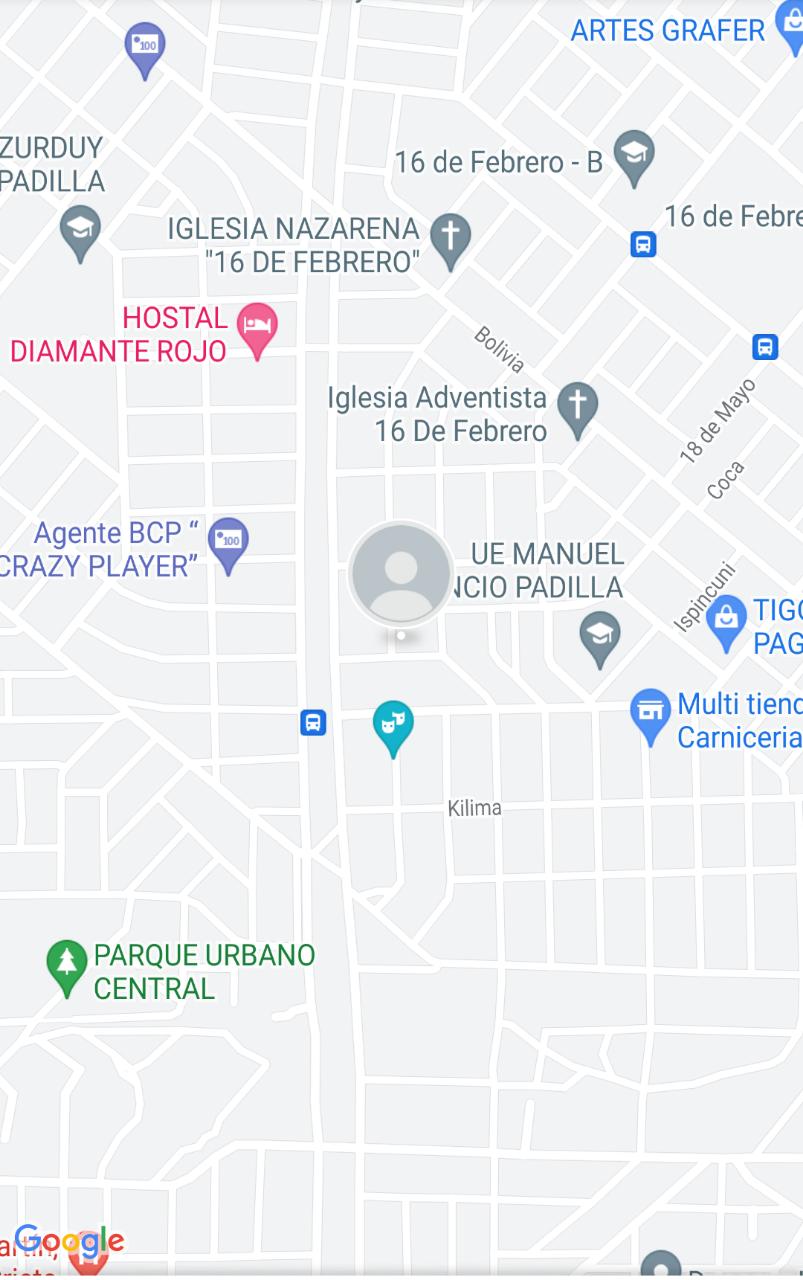 ARTES GRAFER
100
ZURDUY
PADILLA
16 de Febrero - B
16 de Febre
IGLESIA NAZARENA
"16 DE FEBRERO"
HOSTAL
DIAMANTE ROJO
Bolivia
Iglesia Adventista
16 De Febrero
18 de Mayo
Coca
Agente BCP “
CRAZY PLAYER”
100
UE MANUEL
NCIO PADILLA
Ispincuni
TIGO
PAG
Multi tiend
Carniceria
Kilima
PARQUE URBANO
CENTRAL
Google